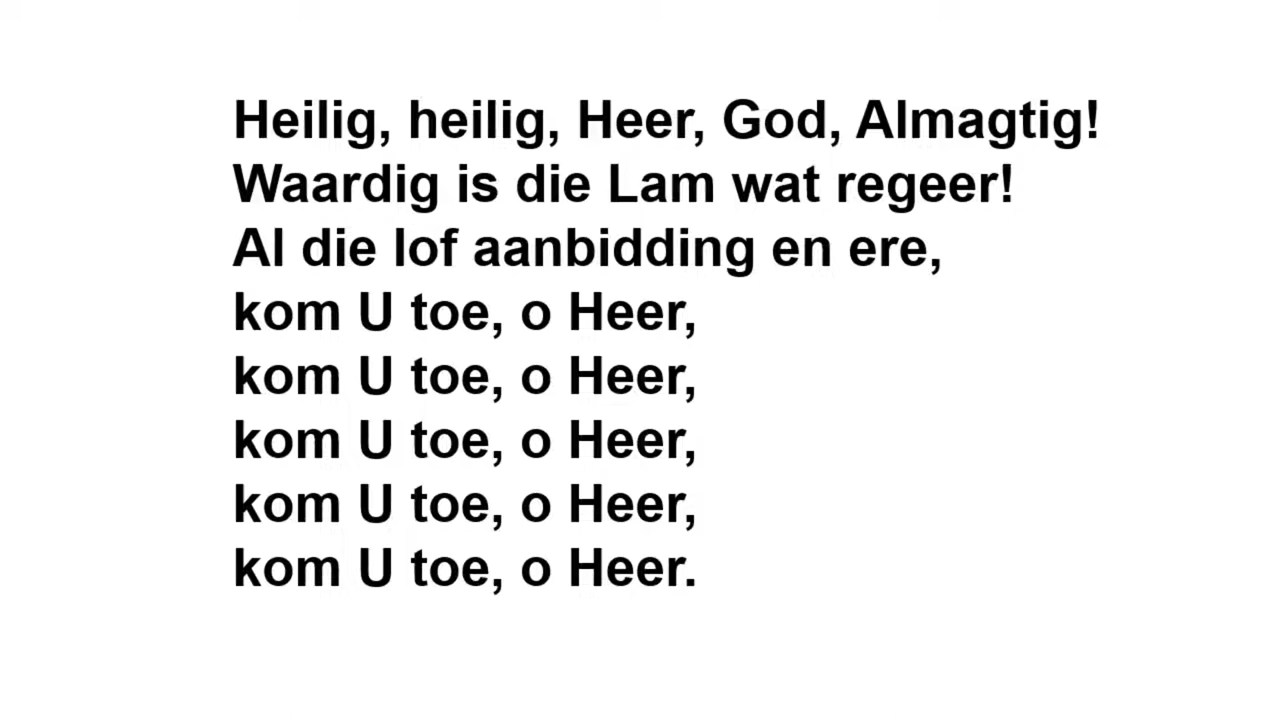 Heilig, heilig, Heer, God, Almagtig!
Waardig is die Lam wat regeer!
Al die lof aanbidding en ere,
kom U toe, o Heer,
kom U toe, o Heer,
kom U toe, o Heer,
kom U toe, o Heer,
kom U toe, o Heer.